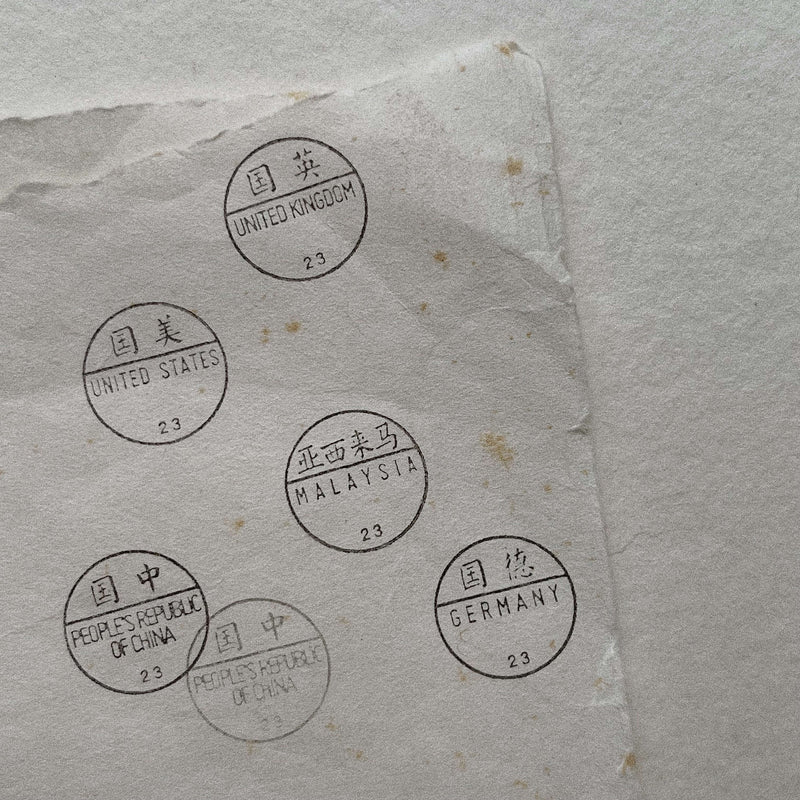 英国
UNITED KINGDOM
23
美国
UNITED STATES
23
马来西亚
MALAYSIA
23
德国
GERMANY
23
中国
PEOPLE'S REPUBLIC
OF CHINA
23
中国
PEOPLE'S REPUBLIC
OF CHINA
23